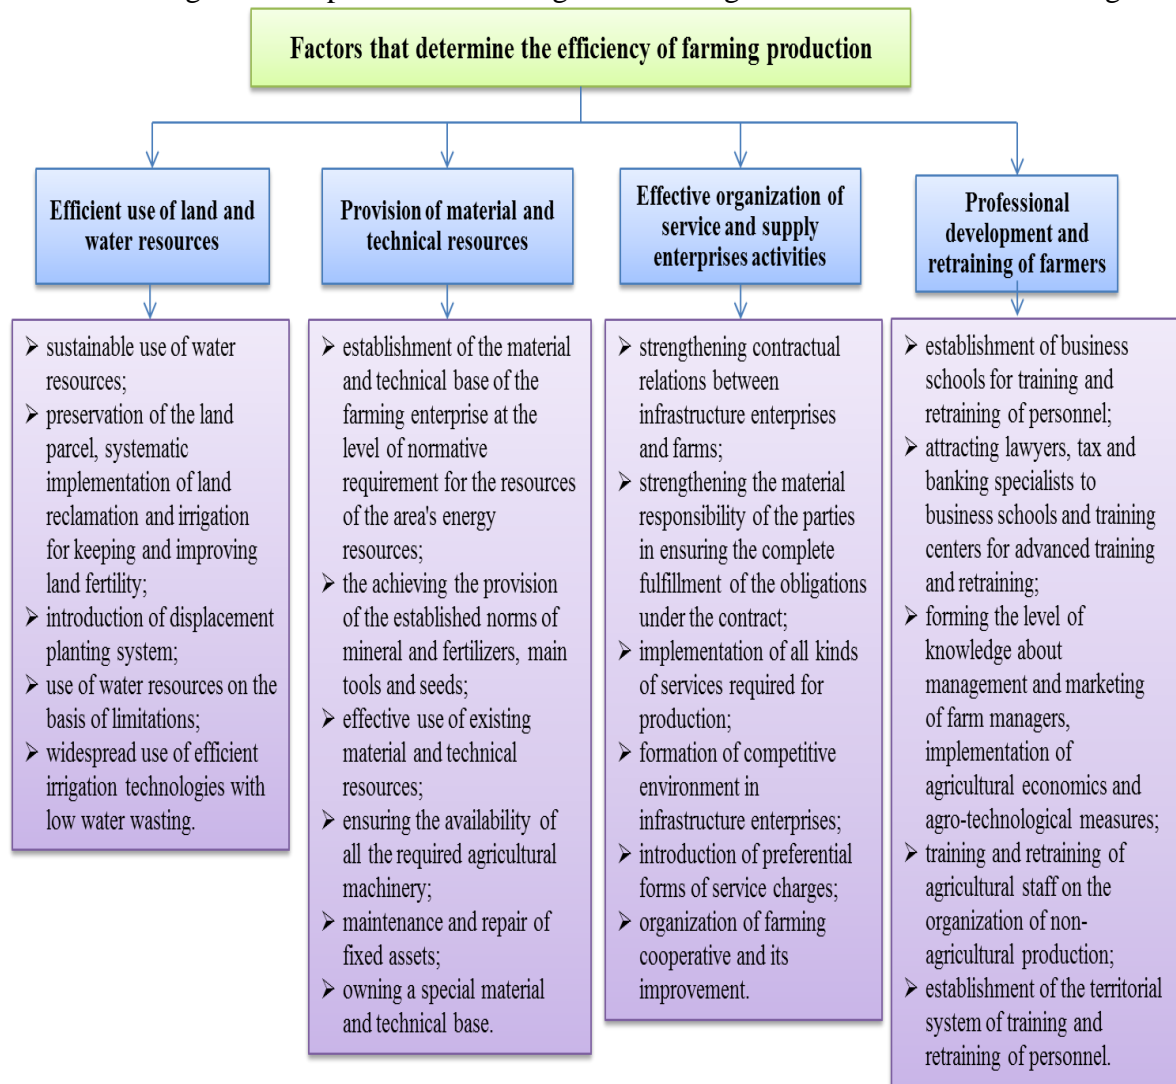 Factors that determine the efficiency of farming production
Efficient use of land and
water resources
Provision of material and
technical resources
Effective organization of
service and supply
enterprises activities
Professional
development and
retraining of farmers
➢ sustainable use of water
resources;
➢ preservation of the land
parcel, systematic
implementation of land
reclamation and irrigation
for keeping and improving
land fertility;
➢ introduction of displacement
planting system;
➢ use of water resources on the
basis of limitations;
➢ widespread use of efficient
irrigation technologies with
low water wasting.
➢ establishment of the material
and technical base of the
farming enterprise at the
level of normative
requirement for the resources
of the area's energy
resources;
➢ the achieving the provision
of the established norms of
mineral and fertilizers, main
tools and seeds;
➢ effective use of existing
material and technical
resources;
➢ ensuring the availability of
all the required agricultural
machinery;
➢ maintenance and repair of
fixed assets;
➢ owning a special material
and technical base.
➢ strengthening contractual
relations between
infrastructure enterprises
and farms;
➢ strengthening the material
responsibility of the parties
in ensuring the complete
fulfillment of the obligations
under the contract;
➢ implementation of all kinds
of services required for
production;
➢ formation of competitive
environment in
infrastructure enterprises;
➢ introduction of preferential
forms of service charges;
➢ organization of farming
cooperative and its
improvement.
➢ establishment of business
schools for training and
retraining of personnel;
➢ attracting lawyers, tax and
banking specialists to
business schools and training
centers for advanced training
and retraining;
➢ forming the level of
knowledge about
management and marketing
of farm managers,
implementation of
agricultural economics and
agro-technological measures;
➢ training and retraining of
agricultural staff on the
organization of non-
agricultural production;
➢ establishment of the territorial
system of training and
retraining of personnel.